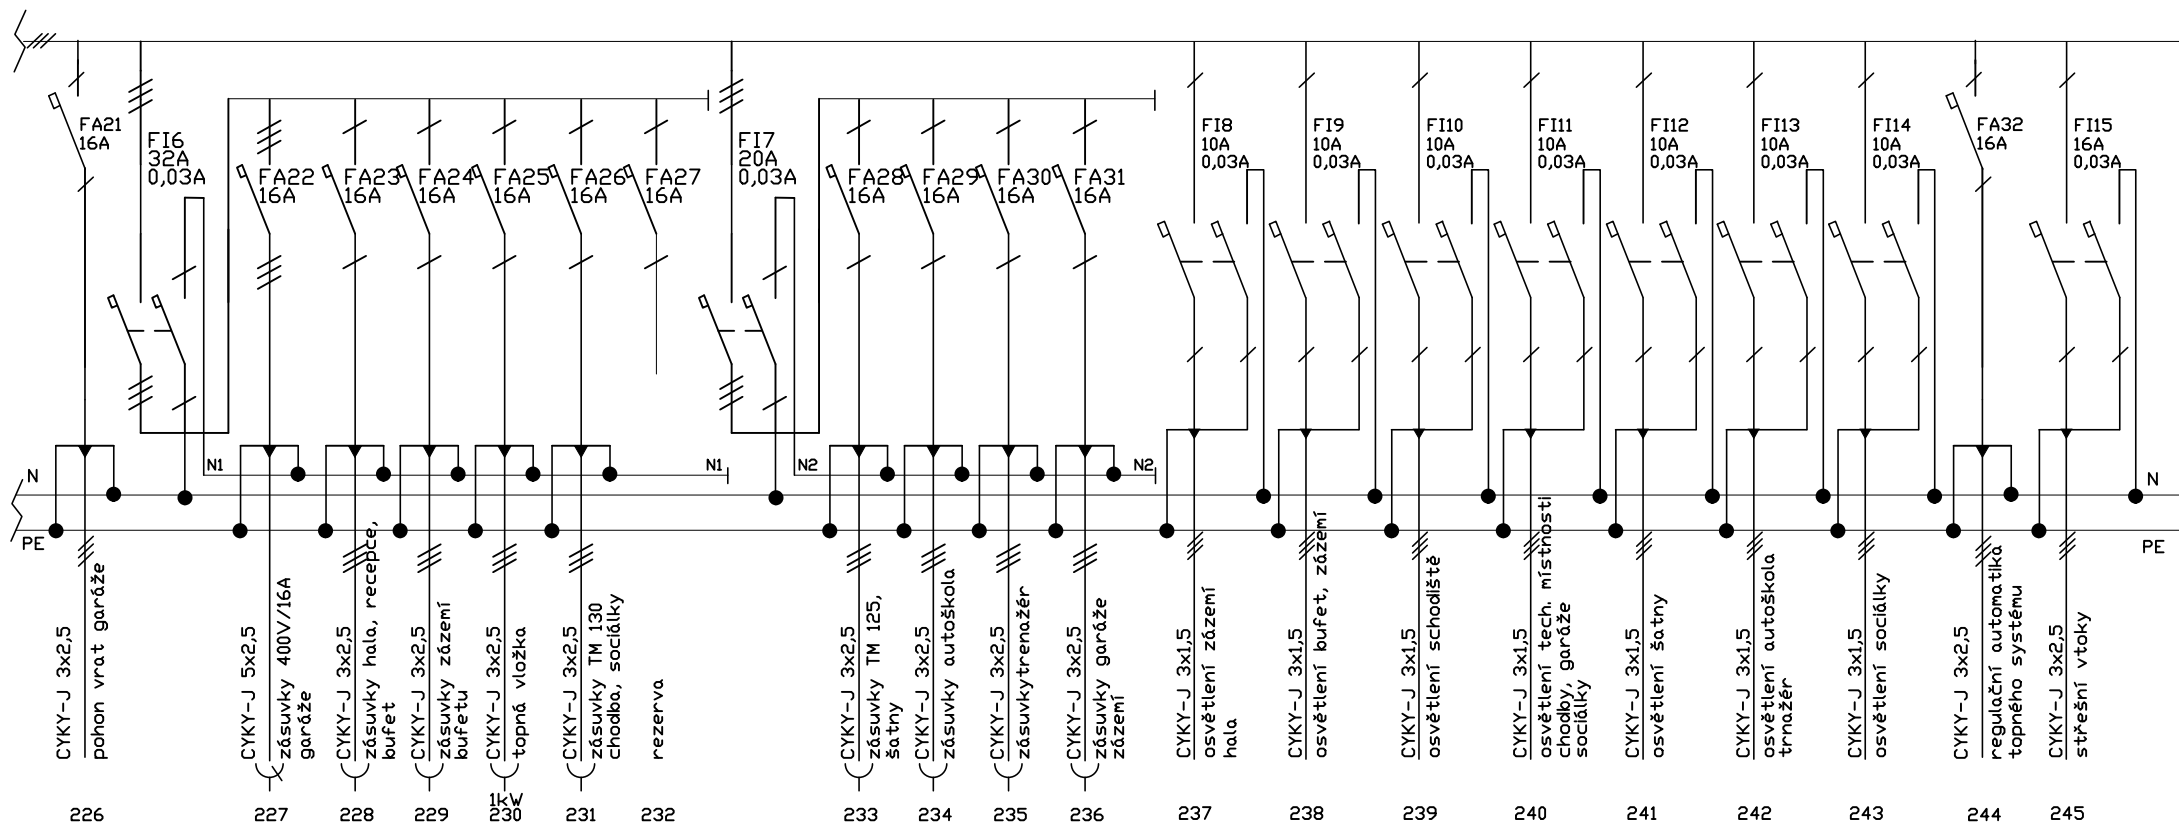 FA21
16A
FI6
32A
0,03A
FA22
16A
FA23
16A
FA24
16A
FA25
16A
FA26
16A
FA27
16A
FI7
20A
0,03A
FA28
16A
FA29
16A
FA30
16A
FA31
16A
FI8
10A
0,03A
FI9
10A
0,03A
FI10
10A
0,03A
FI11
10A
0,03A
FI12
10A
0,03A
FI13
10A
0,03A
FI14
10A
0,03A
FA32
16A
FI15
16A
0,03A
N
N1
N1
N2
N2
N
PE
PE
CYKY-J 3x2,5
pohon vrat garáže
CYKY-J 5x2,5
zásuvky 400V/16A
garáže
CYKY-J 3x2,5
zásuvky hala, recepce,
bufet
CYKY-J 3x2,5
zásuvky zázemí
bufetu
CYKY-J 3x2,5
topná vložka
CYKY-J 3x2,5
zásuvky TM 130
chodba, sociálky
rezerva
CYKY-J 3x2,5
zásuvky TM 125,
šatny
CYKY-J 3x2,5
zásuvky autoškola
CYKY-J 3x2,5
zásuvkytrenažér
CYKY-J 3x2,5
zásuvky garáže
zázemí
CYKY-J 3x1,5
osvětlení zázemí
hala
CYKY-J 3x1,5
osvětlení bufet, zázemí
CYKY-J 3x1,5
osvětlení schodiště
CYKY-J 3x1,5
osvětlení tech. místnosti
chodby, garáže
sociálky
CYKY-J 3x1,5
osvětlení šatny
CYKY-J 3x1,5
osvětlení autoškola
trnažér
CYKY-J 3x1,5
osvětlení sociálky
CYKY-J 3x2,5
regulační automatika
topného systému
CYKY-J 3x2,5
střešní vtoky
1kW
226
227
228
229
230
231
232
233
234
235
236
237
238
239
240
241
242
243
244
245